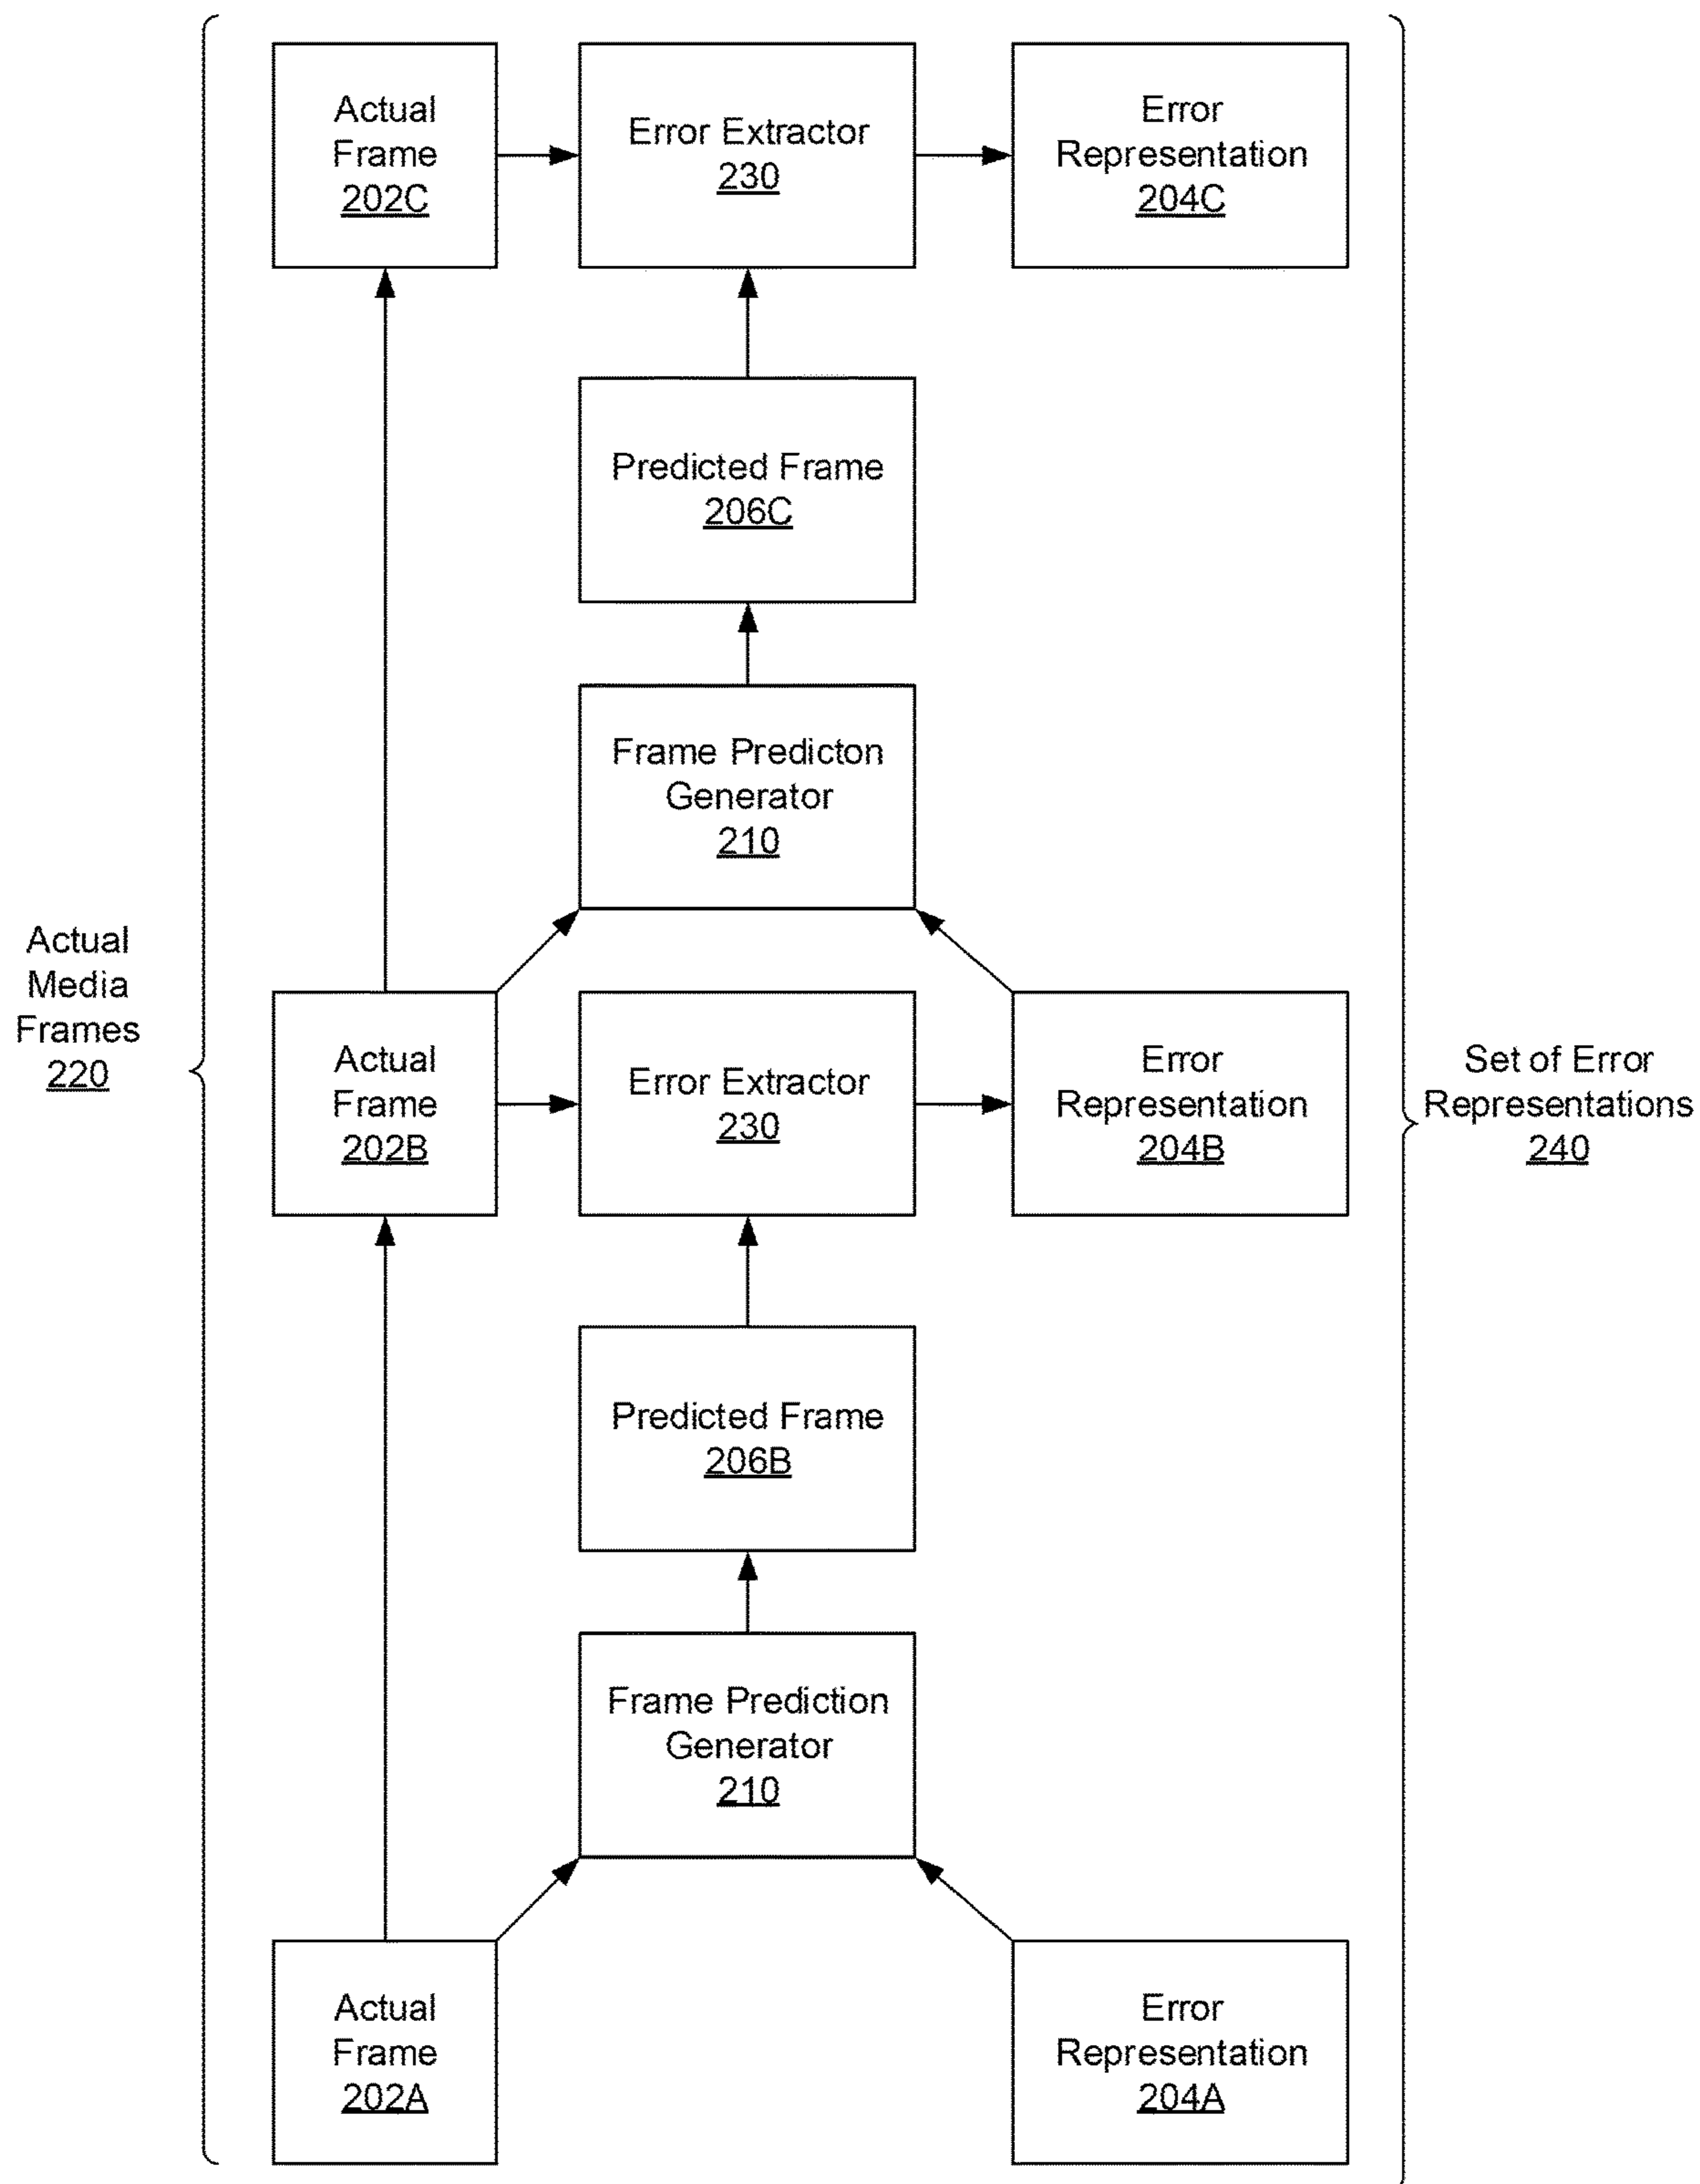 Actual
Frame
202C
Error Extractor
230
Error
Representation
204C
Predicted Frame
206C
Frame Predicton
Generator
210
Actual
Media
Frames
220
Actual
Frame
202B
Error Extractor
230
Error
Representation
204B
Set of Error
Representations
240
Predicted Frame
206B
Frame Prediction
Generator
210
Actual
Frame
202A
Error
Representation
204A